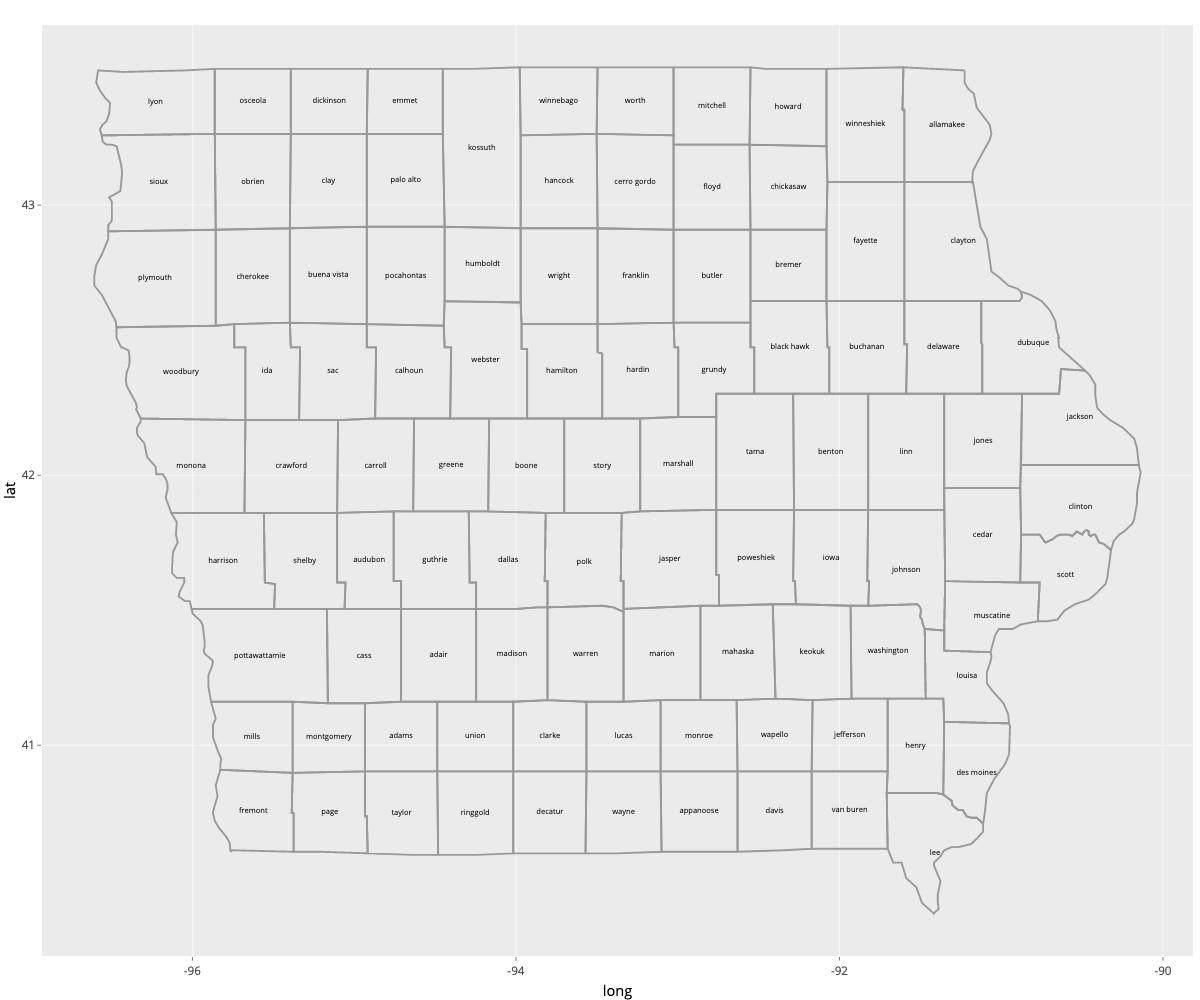 lyon
osceola
dickinson
emmet
kossuth
winnebago
worth
mitchell
howard
winneshiek
allamakee
sioux
obrien
clay
palo alto
hancock
cerro gordo
floyd
chickasaw
43
plymouth
cherokee
buena vista
pocahontas
humboldt
wright
franklin
butler
bremer
fayette
clayton
woodbury
ida
sac
calhoun
webster
hamilton
hardin
grundy
black hawk
buchanan
delaware
dubuque
monona
crawford
carroll
greene
boone
story
marshall
tama
benton
linn
jones
jackson
42
lat
harrison
shelby
audubon
guthrie
dallas
polk
jasper
poweshiek
iowa
johnson
cedar
clinton
scott
muscatine
pottawattamie
cass
adair
madison
warren
marion
mahaska
keokuk
washington
louisa
41
mills
montgomery
adams
union
clarke
lucas
monroe
wapello
jefferson
henry
des moines
fremont
page
taylor
ringgold
decatur
wayne
appanoose
davis
van buren
lee
-96
-94
-92
-90
long